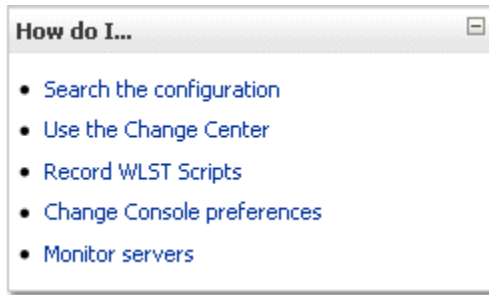 How do I...
• Search the configuration
• Use the Change Center
• Record WLST Scripts
• Change Console preferences
• Monitor servers